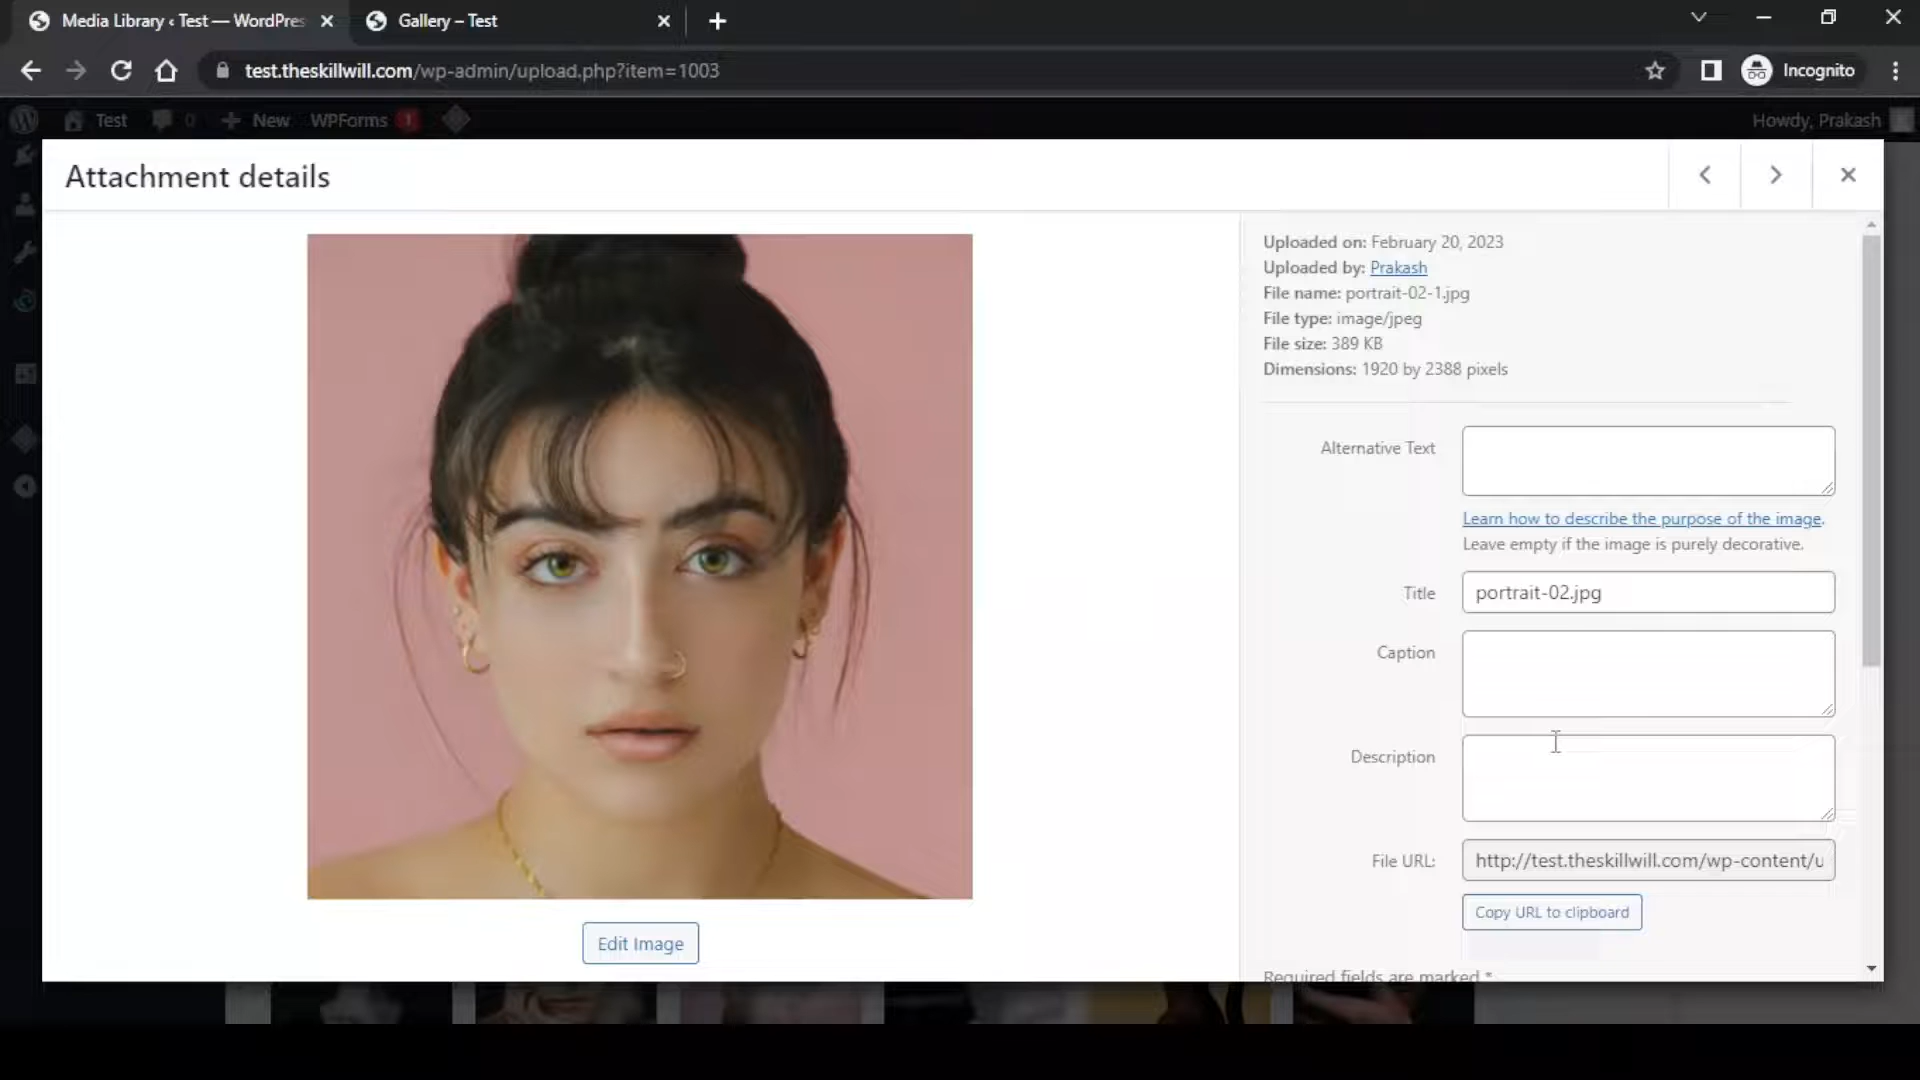 Media Library ‹ Test — WordPres
Gallery – Test
test.theskillwill.com/wp-admin/upload.php?item=1003
Incognito
Test
0
New
WPForms
1
Howdy, Prakash
Attachment details
Uploaded on: February 20, 2023
Uploaded by: Prakash
File name: portrait-02-1.jpg
File type: image/jpeg
File size: 389 KB
Dimensions: 1920 by 2388 pixels
Alternative Text
Learn how to describe the purpose of the image.
Leave empty if the image is purely decorative.
Title
portrait-02.jpg
Caption
Description
File URL:
http://test.theskillwill.com/wp-content/u
Copy URL to clipboard
Edit Image
Required fields are marked *